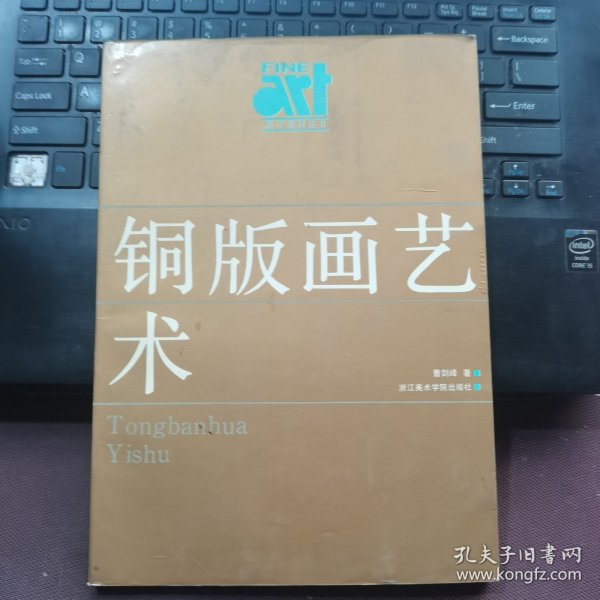 FINE
art
铜版画艺
术
曹剑峰 著
浙江美术学院出版社
Tongbanhua
Yishu
孔夫子旧书网
www.kongfz.com
Backspace
Enter
Shift
Tab
Caps Lock
Shift
intel
inside
CORE i5